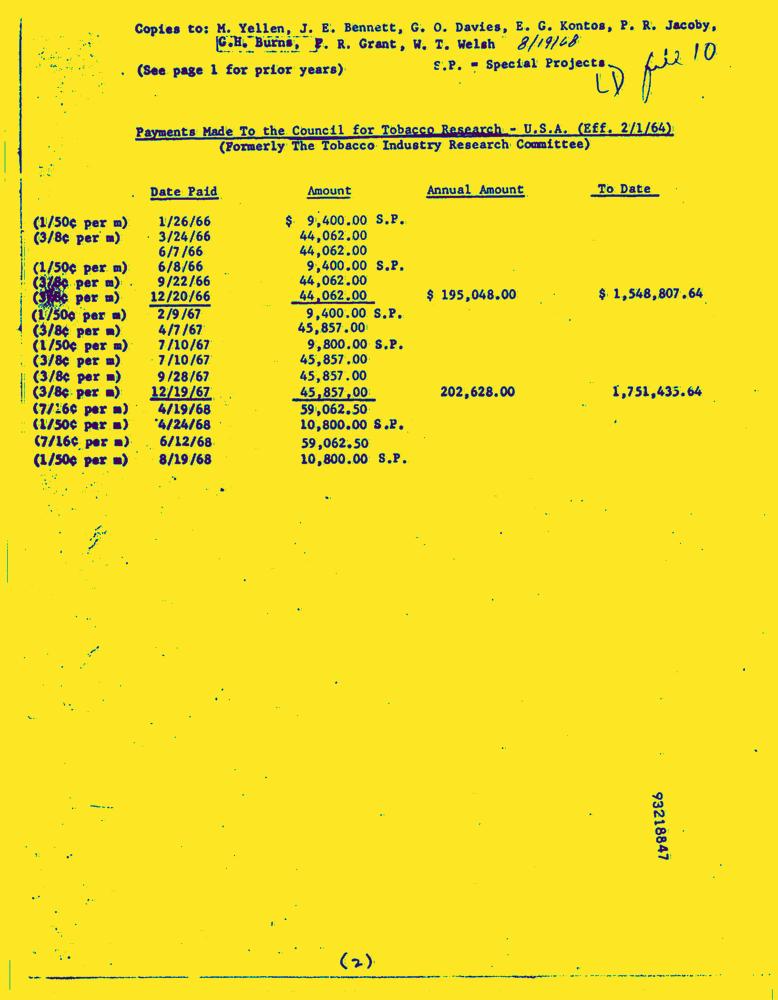 Copies to: M. Yellen, J. E. Bennett, G. O. Davies, E. G. Kontos, P. R. Jacoby,
G.H. Burns, P. R. Grant, W. T. Welsh 8/19/68
(See page 1 for prior years) S.P. = Special Projects file 10
LD
Payments Made To the Council for Tobacco Research - U.S.A. (Eff. 2/1/64)
(Formerly The Tobacco Industry Research Committee)
Date Paid Amount Annual Amount To Date
(1/50¢ per m) 1/26/66 $ 9,400.00 S.P.
(3/8¢ per m) 3/24/66 44,062.00
6/7/66 44,062.00
(1/50¢ per m) 6/8/66 9,400.00 S.P.
(3/8¢ per m) 9/22/66 44,062.00
(3/8¢ per m) 12/20/66 44,062.00 $ 195,048.00 $ 1,548,807.64
(1/50¢ per m) 2/9/67 9,400.00 S.P.
(3/8¢ per m) 4/7/67 45,857.00
(1/50¢ per m) 7/10/67 9,800.00 S.P.
(3/8¢ per m) 7/10/67 45,857.00
(3/8¢ per m) 9/28/67 45,857.00
(3/8¢ per m) 12/19/67 45,857.00 202,628.00 1,751,435.64
(7/16¢ per m) 4/19/68 59,062.50
(1/50¢ per m) 4/24/68 10,800.00 S.P.
(7/16¢ per m) 6/12/68 59,062.50
(1/50¢ per m) 8/19/68 10,800.00 S.P.
93218847
(2)